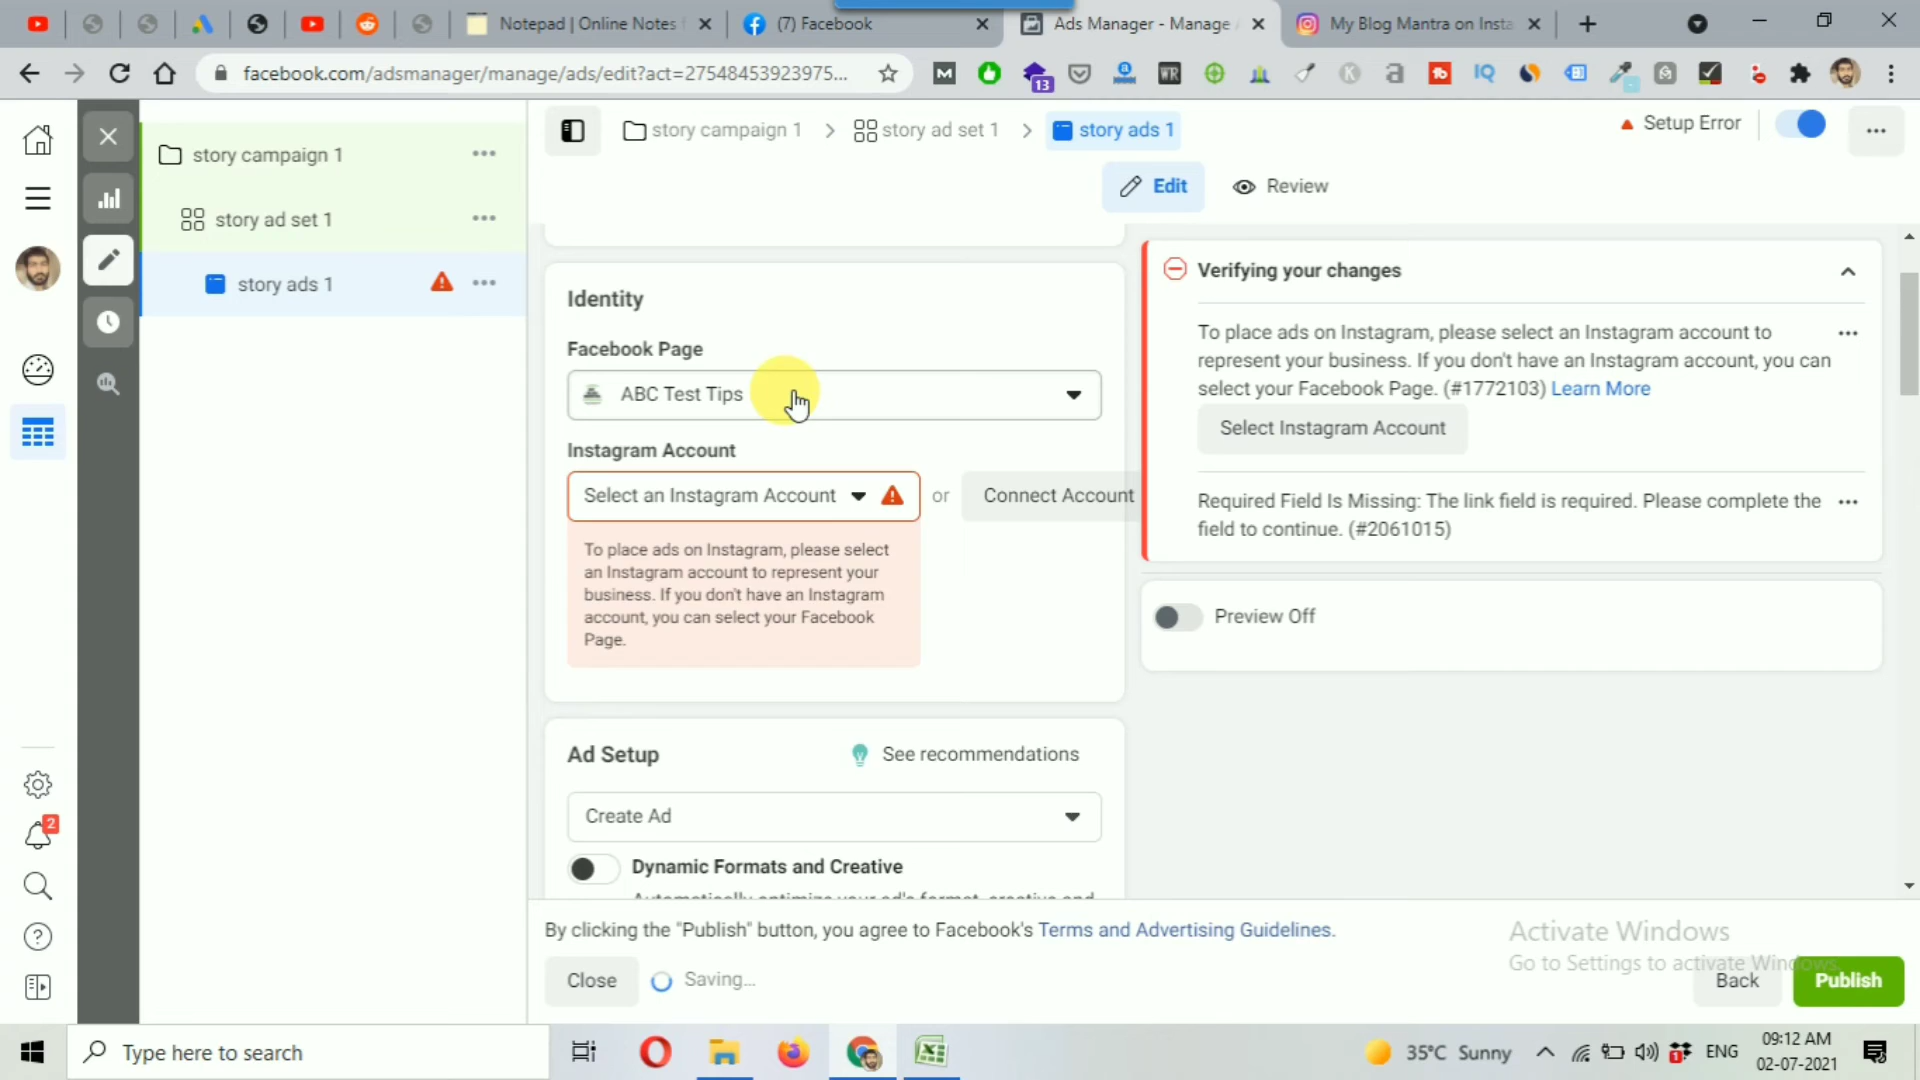 Notepad | Online Notes
(7) Facebook
Ads Manager - Manage
My Blog Mantra on Insta
facebook.com/adsmanager/manage/ads/edit?act=27548453923975...
13
story campaign 1
story ad set 1
story ads 1
story campaign 1
story ad set 1
story ads 1
Setup Error
Edit
Review
Identity
Facebook Page
ABC Test Tips
Instagram Account
Select an Instagram Account
or
Connect Account
To place ads on Instagram, please select
an Instagram account to represent your
business. If you don't have an Instagram
account, you can select your Facebook
Page.
Verifying your changes
To place ads on Instagram, please select an Instagram account to
represent your business. If you don't have an Instagram account, you can
select your Facebook Page. (#1772103) Learn More
Select Instagram Account
Required Field Is Missing: The link field is required. Please complete the
field to continue. (#2061015)
Preview Off
Ad Setup
See recommendations
Create Ad
Dynamic Formats and Creative
Automatically optimize your ad's format, creative and
By clicking the "Publish" button, you agree to Facebook's Terms and Advertising Guidelines.
Close
Saving...
Activate Windows
Go to Settings to activate Windows.
Back
Publish
2
Type here to search
35°C Sunny
ENG
09:12 AM
02-07-2021